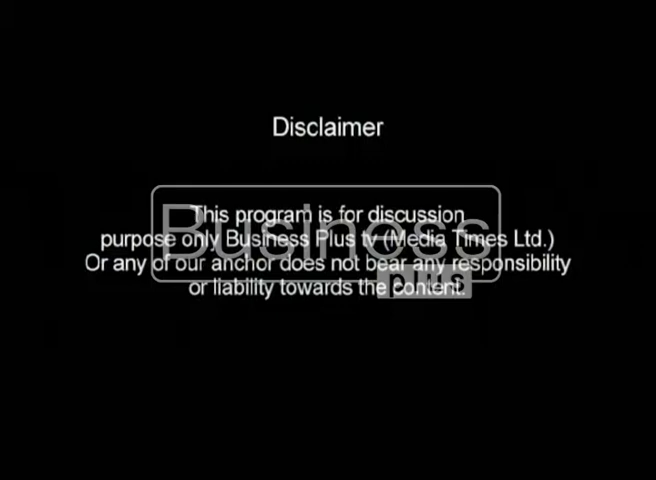 Disclaimer
This program is for discussion
purpose only Business Plus tv (Media Times Ltd.)
Or any of our anchor does not bear any responsibility
or liability towards the content.
Business
plus